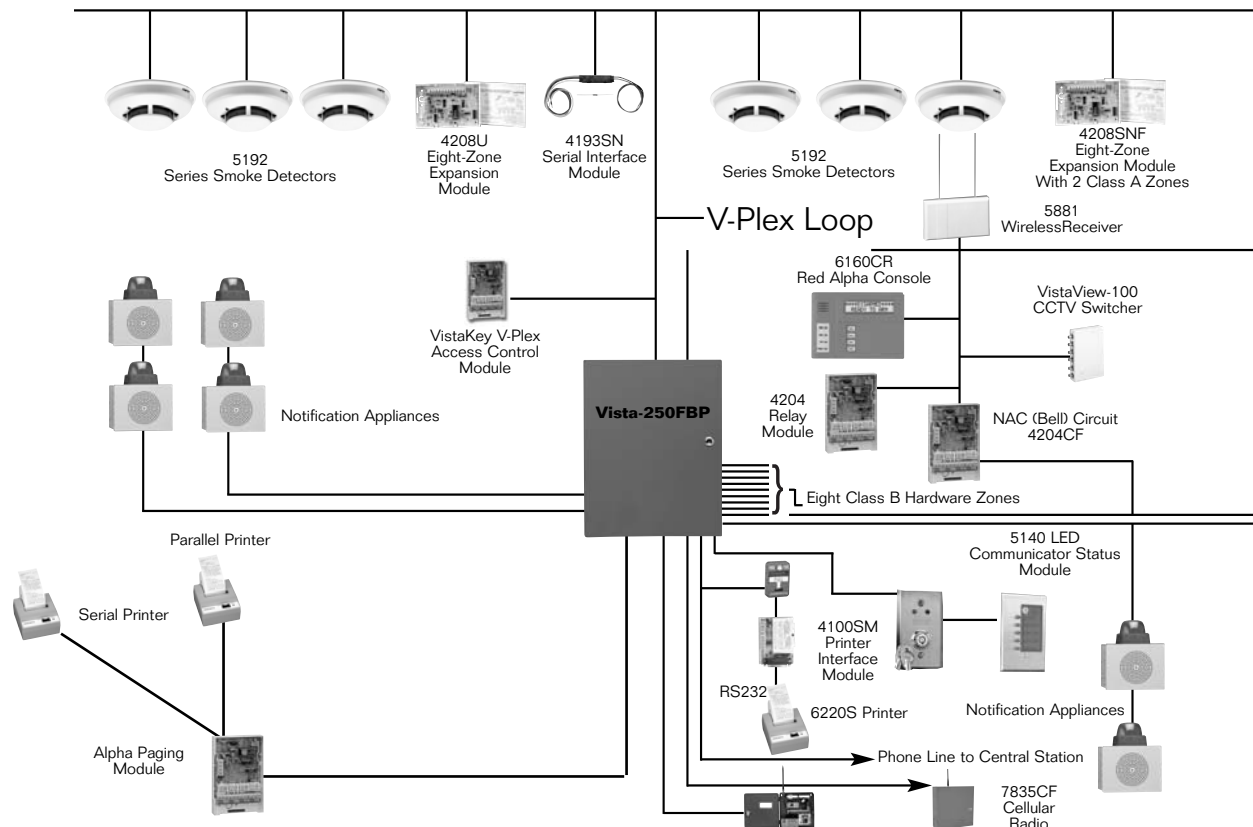 5192
Series Smoke Detectors
4208U
Eight-Zone
Expansion
Module
4193SN
Serial Interface
Module
5192
Series Smoke Detectors
4208SNF
Eight-Zone
Expansion Module
With 2 Class A Zones
V-Plex Loop
5881
WirelessReceiver
6160CR
Red Alpha Console
READY TO ARM
VistaView-100
CCTV Switcher
VistaKey V-Plex
Access Control
Module
Notification Appliances
Vista-250FBP
4204
Relay
Module
NAC (Bell) Circuit
4204CF
Eight Class B Hardware Zones
Parallel Printer
Serial Printer
5140 LED
Communicator Status
Module
4100SM
Printer
Interface
Module
RS232
6220S Printer
Notification Appliances
Alpha Paging
Module
Phone Line to Central Station
7835CF
Cellular
Radio